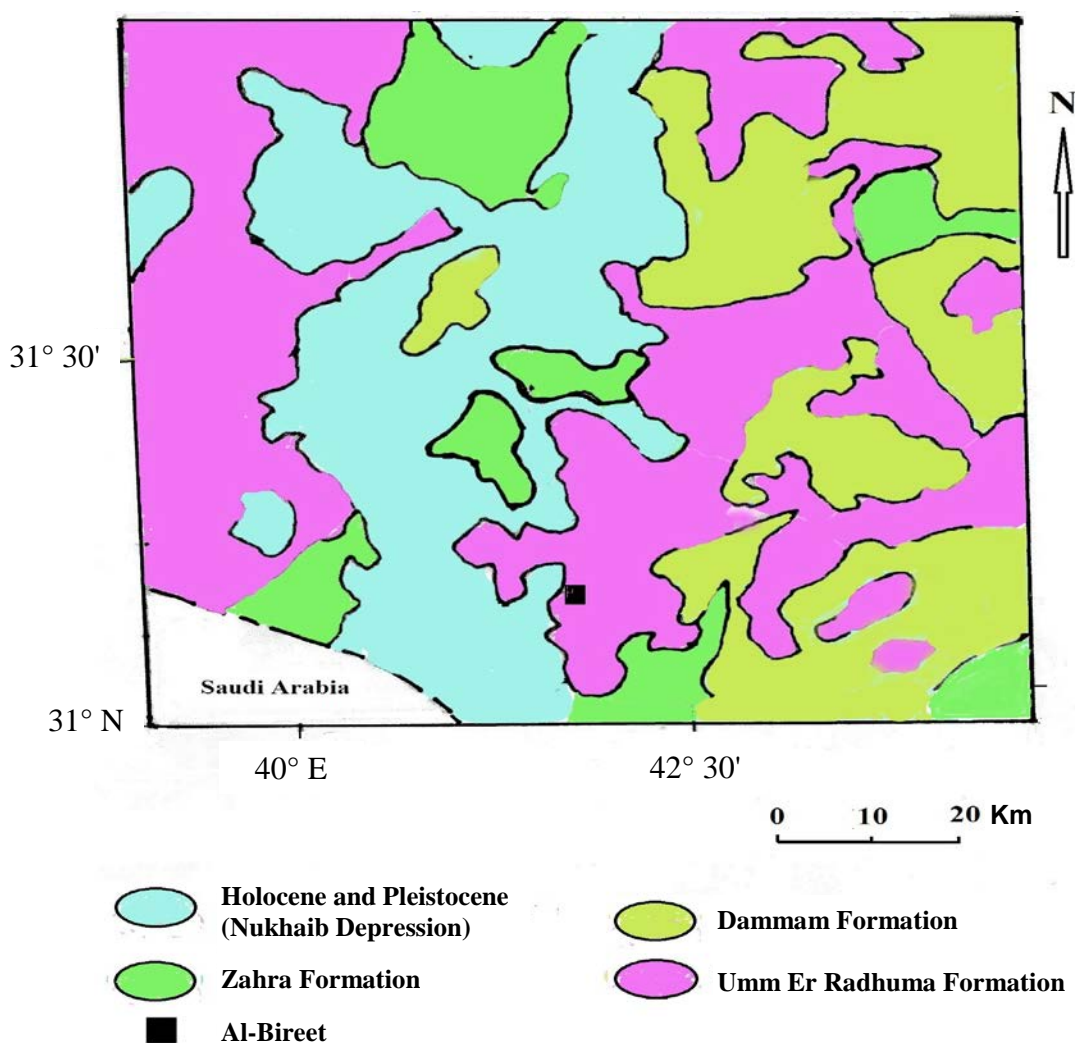 N
31° 30'
Saudi Arabia
31° N
40° E
42° 30'
0 10 20 Km
Holocene and Pleistocene
(Nukhaib Depression)
Dammam Formation
Zahra Formation
Umm Er Radhuma Formation
Al-Bireet